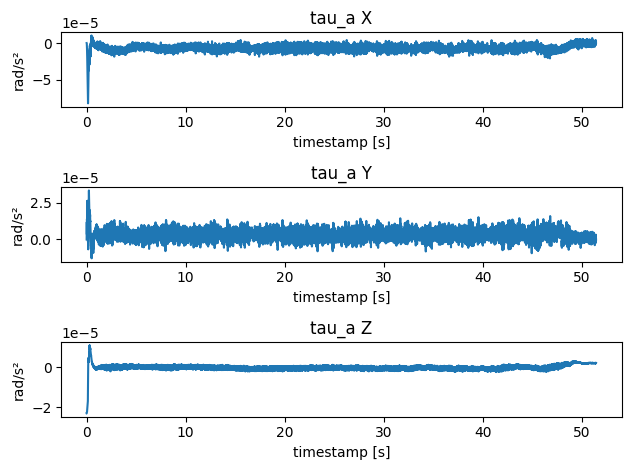 tau_a X
1e−5
0
−5
rad/s²
0 10 20 30 40 50
timestamp [s]
tau_a Y
1e−5
2.5
0.0
rad/s²
0 10 20 30 40 50
timestamp [s]
tau_a Z
1e−5
0
−2
rad/s²
0 10 20 30 40 50
timestamp [s]